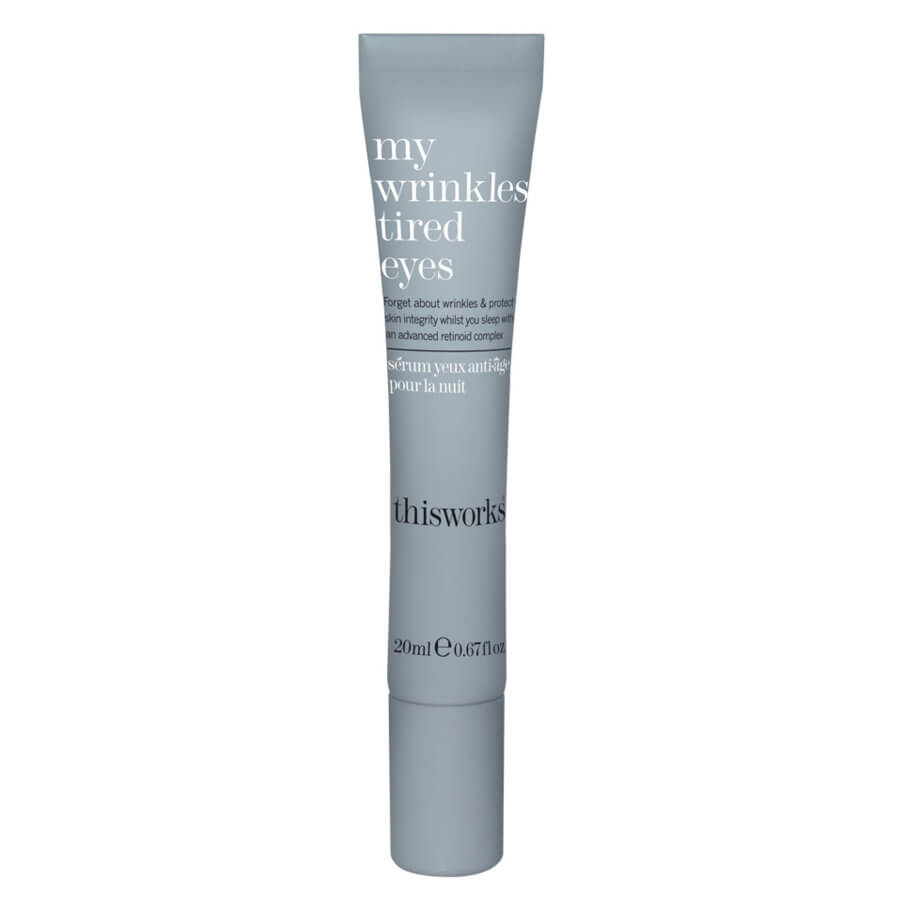 my
wrinkles
tired
eyes
Forget about wrinkles & protect
skin integrity whilst you sleep with
an advanced retinoid complex
sérum yeux anti-âge
pour la nuit
thisworks®
20ml ℮ 0.67fl oz